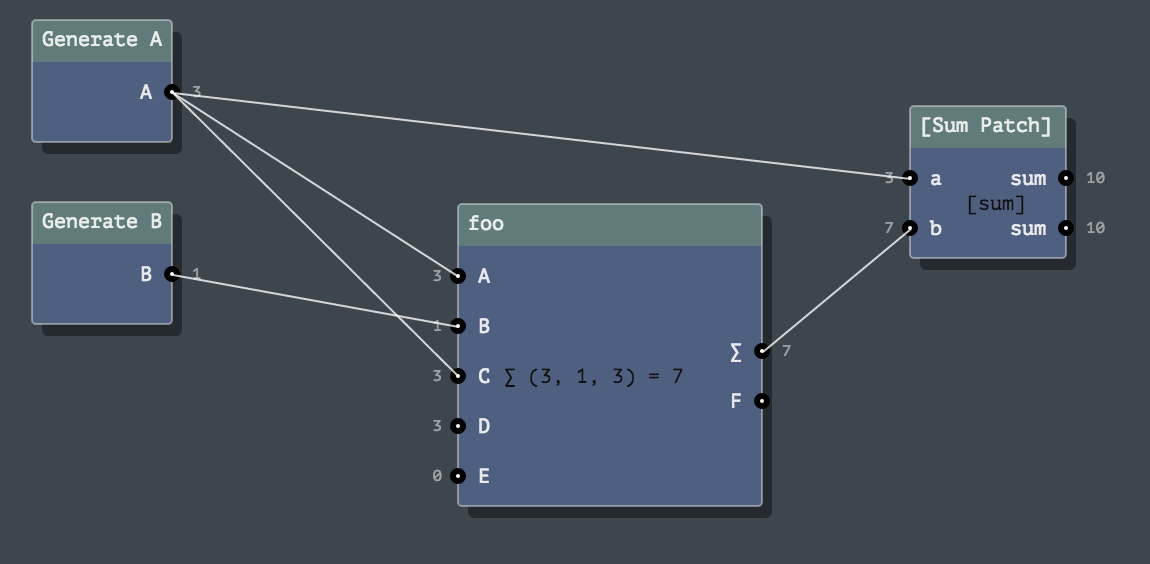 Generate A
A 3
Generate B
B 1
foo
3 A
1 B
3 C ∑ (3, 1, 3) = 7
3 D
0 E
∑ 7
F
[Sum Patch]
3 a sum 10
[sum]
7 b sum 10